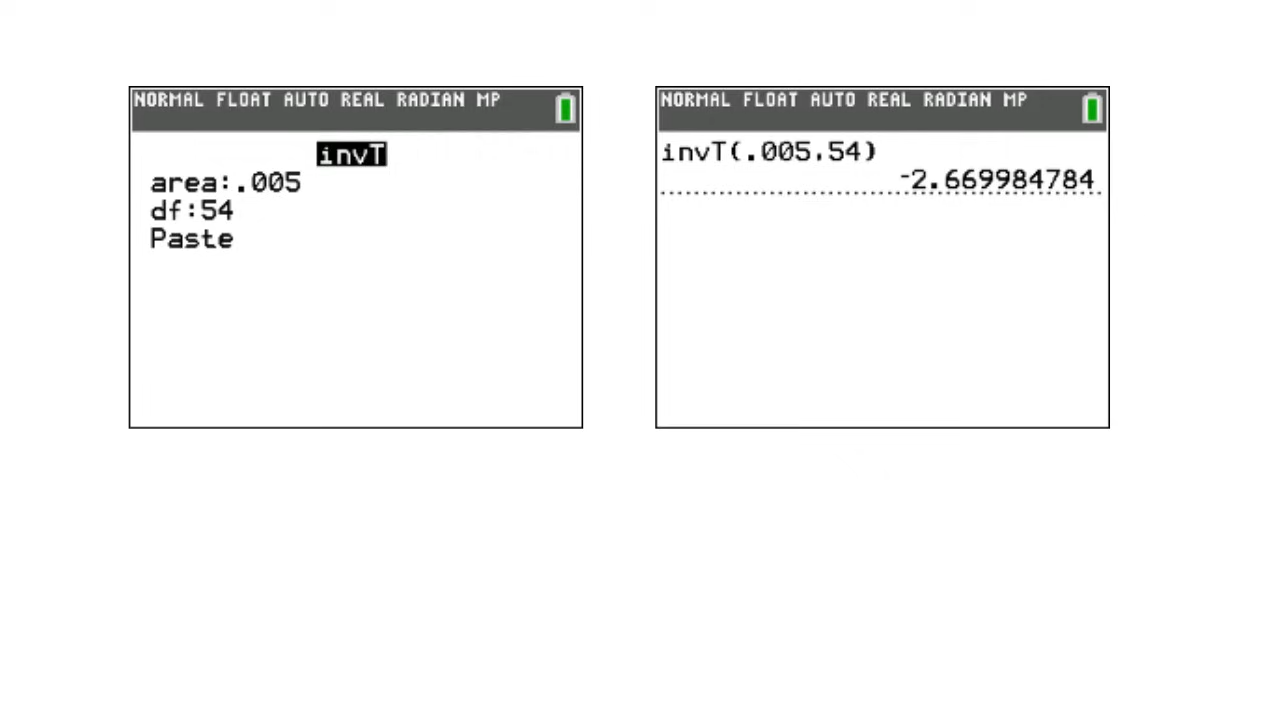 NORMAL FLOAT AUTO REAL RADIAN MP
invT
area:.005
df:54
Paste
NORMAL FLOAT AUTO REAL RADIAN MP
invT(.005,54)
-2.669984784